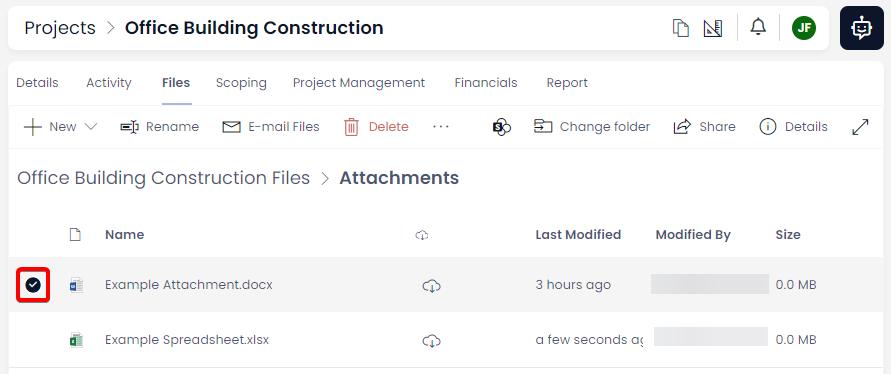 Projects > Office Building Construction JF
Details Activity Files Scoping Project Management Financials Report
New Rename E-mail Files Delete ... S Change folder Share Details
Office Building Construction Files > Attachments
Name Last Modified Modified By Size
Example Attachment.docx 3 hours ago 0.0 MB
Example Spreadsheet.xlsx a few seconds ag 0.0 MB